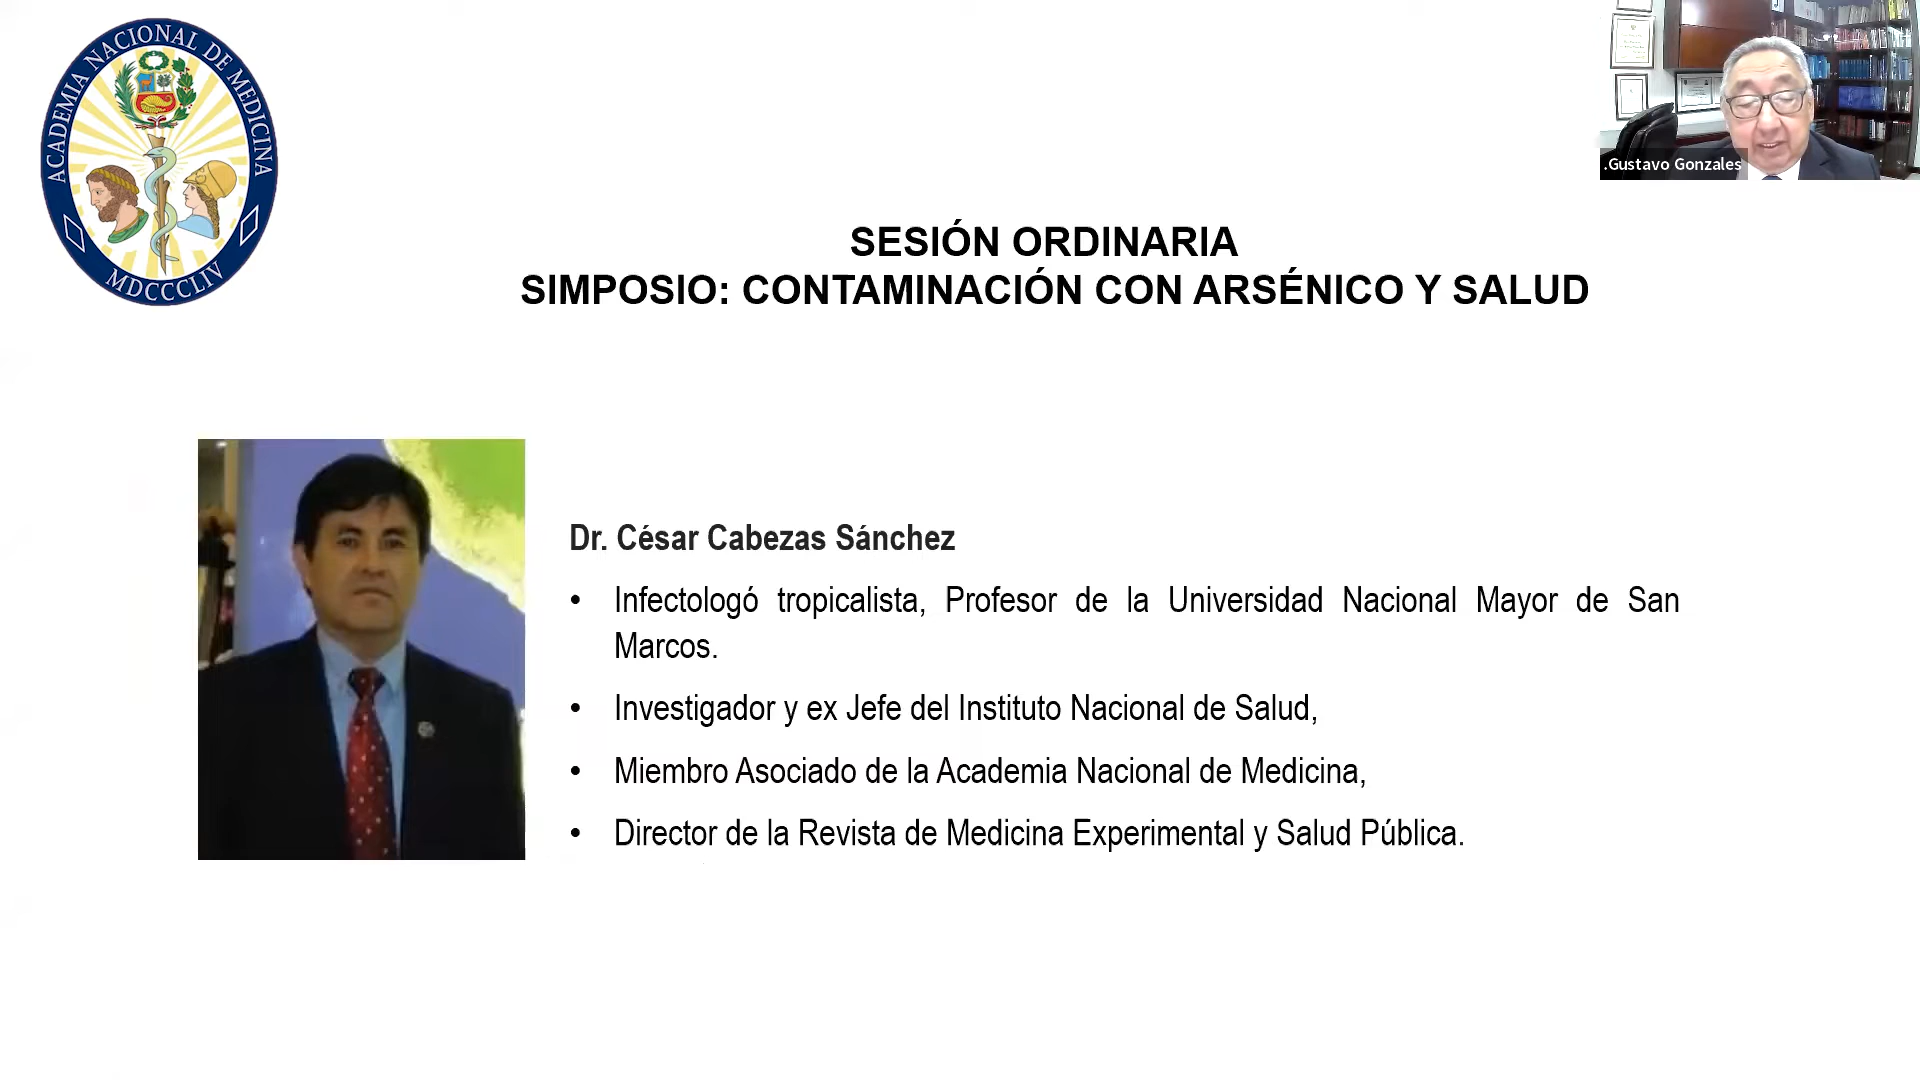 ACADEMIA NACIONAL DE MEDICINA
MDCCCLIV
.Gustavo Gonzales
SESIÓN ORDINARIA
SIMPOSIO: CONTAMINACIÓN CON ARSÉNICO Y SALUD
Dr. César Cabezas Sánchez
• Infectologó tropicalista, Profesor de la Universidad Nacional Mayor de San
Marcos.
• Investigador y ex Jefe del Instituto Nacional de Salud,
• Miembro Asociado de la Academia Nacional de Medicina,
• Director de la Revista de Medicina Experimental y Salud Pública.